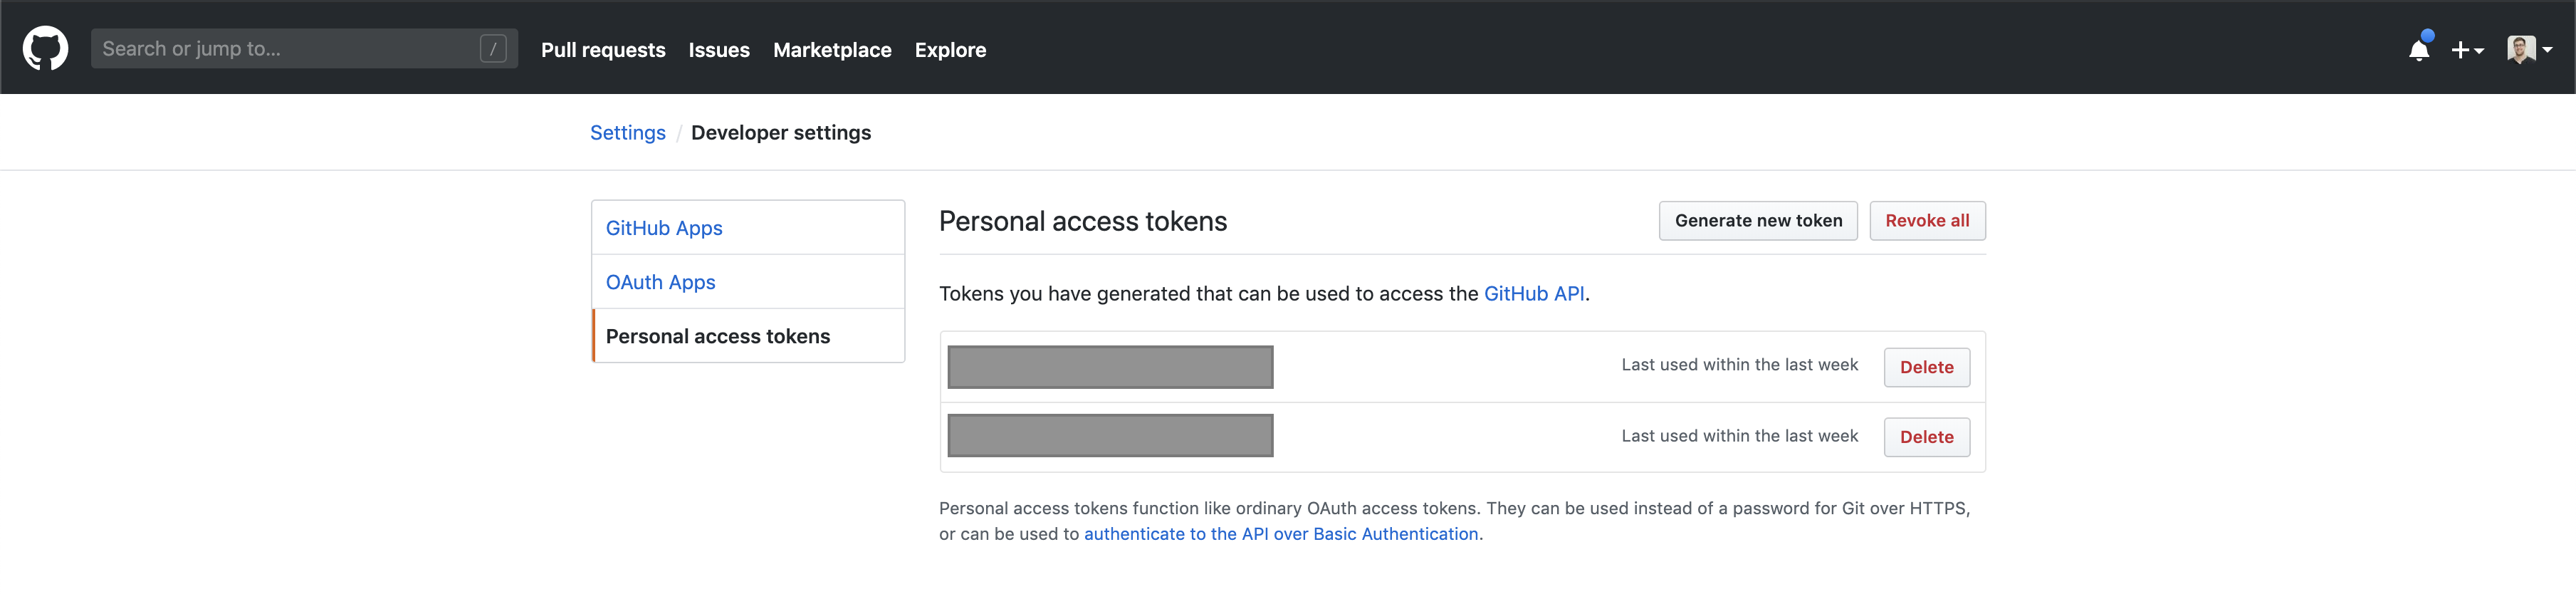 Search or jump to... /
Pull requests Issues Marketplace Explore
Settings / Developer settings
GitHub Apps
OAuth Apps
Personal access tokens
Personal access tokens
Generate new token
Revoke all
Tokens you have generated that can be used to access the GitHub API.
Last used within the last week Delete
Last used within the last week Delete
Personal access tokens function like ordinary OAuth access tokens. They can be used instead of a password for Git over HTTPS,
or can be used to authenticate to the API over Basic Authentication.